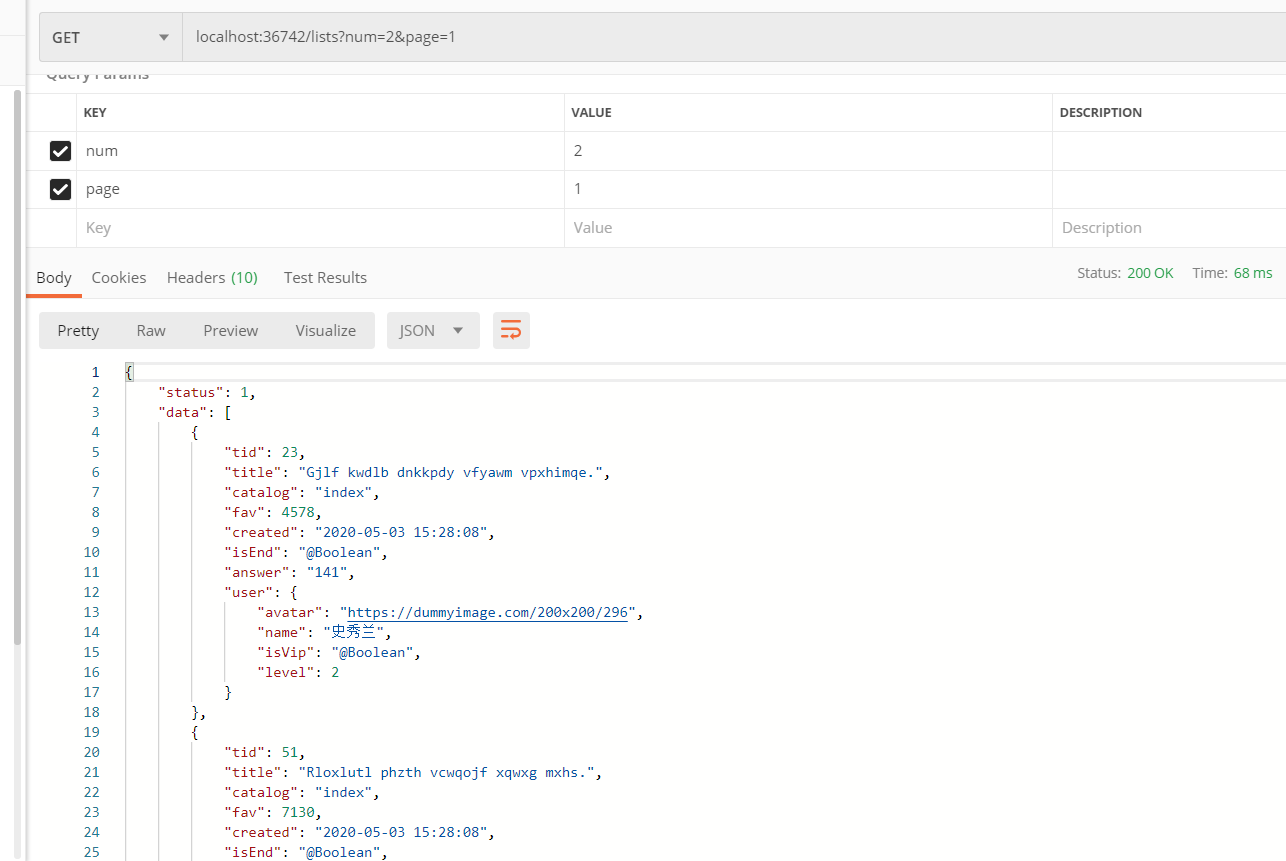 GET localhost:36742/lists?num=2&page=1
Query Params
KEY VALUE DESCRIPTION
num 2
page 1
Key Value Description
Body Cookies Headers (10) Test Results Status: 200 OK Time: 68 ms
Pretty Raw Preview Visualize JSON
1 {
2 "status": 1,
3 "data": [
4 {
5 "tid": 23,
6 "title": "Gjlf kwdlb dnkkpdy vfyawm vpxhimqe.",
7 "catalog": "index",
8 "fav": 4578,
9 "created": "2020-05-03 15:28:08",
10 "isEnd": "@Boolean",
11 "answer": "141",
12 "user": {
13 "avatar": "https://dummyimage.com/200x200/296",
14 "name": "史秀兰",
15 "isVip": "@Boolean",
16 "level": 2
17 }
18 },
19 {
20 "tid": 51,
21 "title": "Rloxlutl phzth vcwqojf xqwxg mxhs.",
22 "catalog": "index",
23 "fav": 7130,
24 "created": "2020-05-03 15:28:08",
25 "isEnd": "@Boolean",